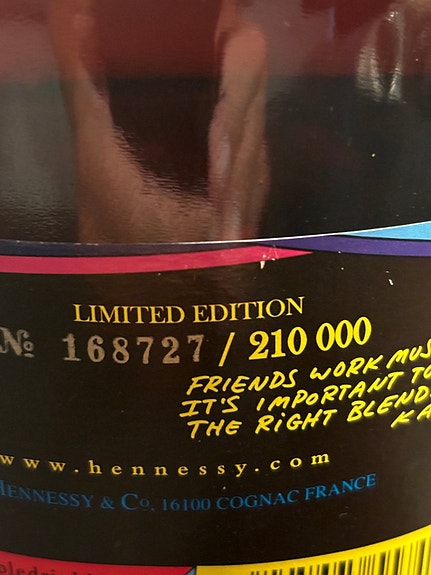 LIMITED EDITION
№ 168727 / 210 000
FRIENDS WORK
IT'S IMPORTANT TO
THE RIGHT BLEND
www.hennessy.com
HENNESSY & Co, 16100 COGNAC FRANCE